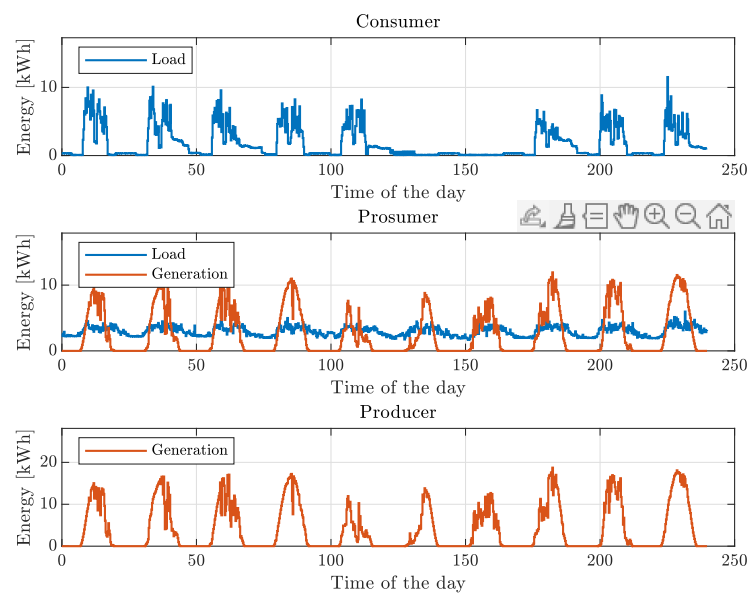 Consumer
Load
Energy [kWh]
10
0
0 50 100 150 200 250
Time of the day
Prosumer
Load
Generation
Energy [kWh]
10
0
0 50 100 150 200 250
Time of the day
Producer
Generation
Energy [kWh]
20
10
0
0 50 100 150 200 250
Time of the day